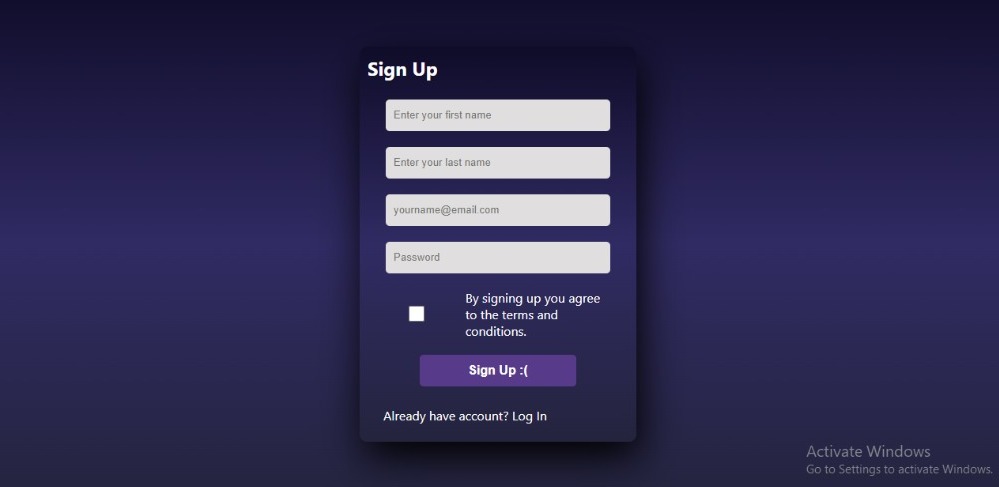 Sign Up
Enter your first name
Enter your last name
yourname@email.com
Password
By signing up you agree
to the terms and
conditions.
Sign Up :(
Already have account? Log In
Activate Windows
Go to Settings to activate Windows.